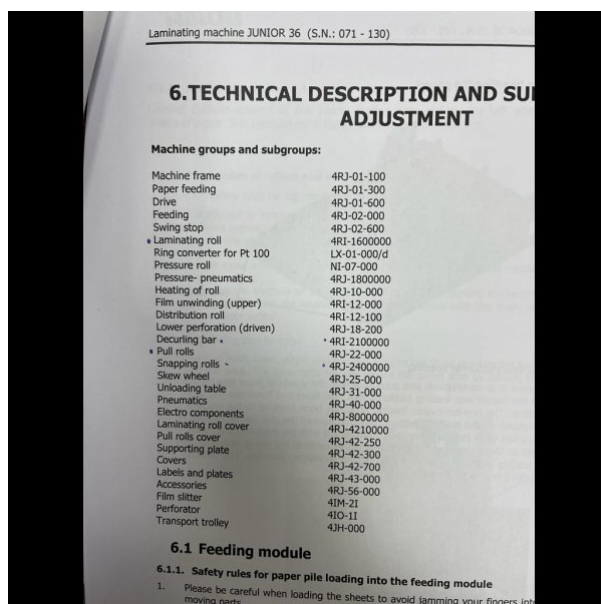 Laminating machine JUNIOR 36 (S.N.: 071 - 130)
6.TECHNICAL DESCRIPTION AND
ADJUSTMENT
Machine groups and subgroups:
Machine frame 4RJ-01-100
Paper feeding 4RJ-01-300
Drive 4RJ-01-600
Feeding 4RJ-02-000
Swing stop 4RJ-02-600
Laminating roll 4RI-1600000
Ring converter for Pt 100 LX-01-000/d
Pressure roll NI-07-000
Pressure- pneumatics 4RJ-1800000
Heating of roll 4RJ-10-000
Film unwinding (upper) 4RI-12-000
Distribution roll 4RI-12-100
Lower perforation (driven) 4RJ-18-200
Decurling bar 4RI-2100000
Pull rolls 4RJ-22-000
Snapping rolls 4RJ-2400000
Skew wheel 4RJ-25-000
Unloading table 4RJ-31-000
Pneumatics 4RJ-40-000
Electro components 4RJ-8000000
Laminating roll cover 4RJ-4210000
Pull rolls cover 4RJ-42-250
Supporting plate 4RJ-42-300
Covers 4RJ-42-700
Labels and plates 4RJ-43-000
Accessories 4RJ-56-000
Film slitter 4IM-2I
Perforator 4IO-1I
Transport trolley 4JH-000
6.1 Feeding module
6.1.1. Safety rules for paper pile loading into the feeding module
1. Please be careful when loading the sheets to avoid jamming your fingers
moving parts